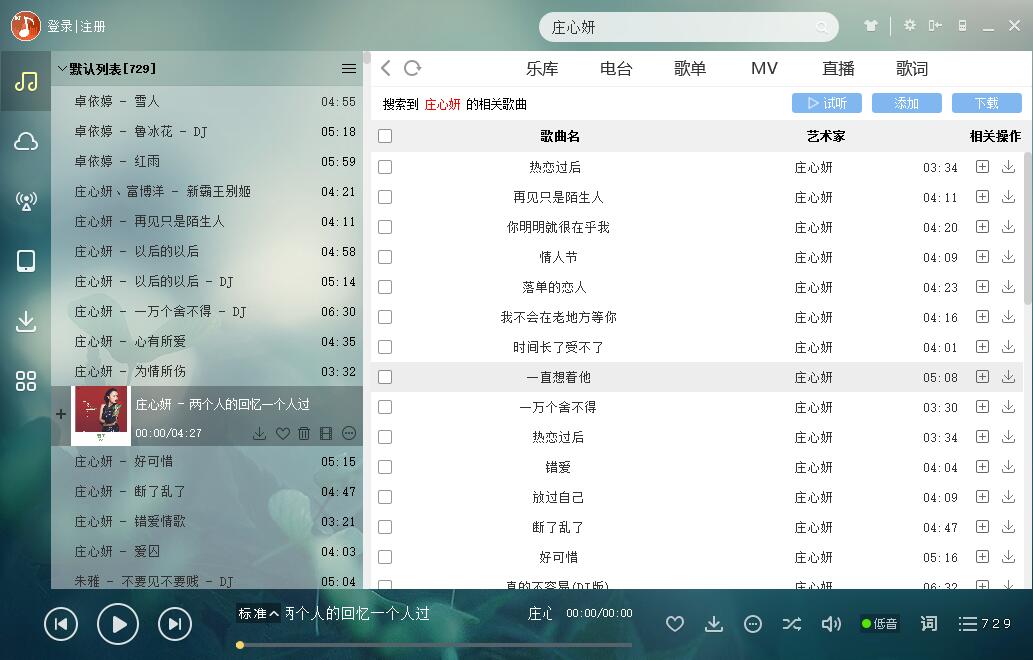 登录|注册
庄心妍
默认列表[729]
卓依婷 - 雪人 04:55
卓依婷 - 鲁冰花 - DJ 05:18
卓依婷 - 红雨 05:59
庄心妍、富博洋 - 新霸王别姬 04:21
庄心妍 - 再见只是陌生人 04:11
庄心妍 - 以后的以后 04:58
庄心妍 - 以后的以后 - DJ 05:14
庄心妍 - 一万个舍不得 - DJ 06:30
庄心妍 - 心有所爱 04:35
庄心妍 - 为情所伤 03:32
庄心妍 - 两个人的回忆一个人过
00:00/04:27
庄心妍 - 好可惜 05:15
庄心妍 - 断了乱了 04:47
庄心妍 - 错爱情歌 03:21
庄心妍 - 爱囚 04:03
朱雅 - 不要见不要贱 - DJ 05:04
乐库 电台 歌单 MV 直播 歌词
搜索到 庄心妍 的相关歌曲 试听 添加 下载
歌曲名 艺术家 相关操作
热恋过后 庄心妍 03:34
再见只是陌生人 庄心妍 04:11
你明明就很在乎我 庄心妍 04:20
情人节 庄心妍 04:09
落单的恋人 庄心妍 04:23
我不会在老地方等你 庄心妍 04:16
时间长了受不了 庄心妍 04:01
一直想着他 庄心妍 05:08
一万个舍不得 庄心妍 03:30
热恋过后 庄心妍 03:34
错爱 庄心妍 04:04
放过自己 庄心妍 04:09
断了乱了 庄心妍 04:47
好可惜 庄心妍 05:16
真的不容易(DJ版) 庄心妍 06:32
标准 两个人的回忆一个人过 庄心 00:00/00:00
低音 词 729